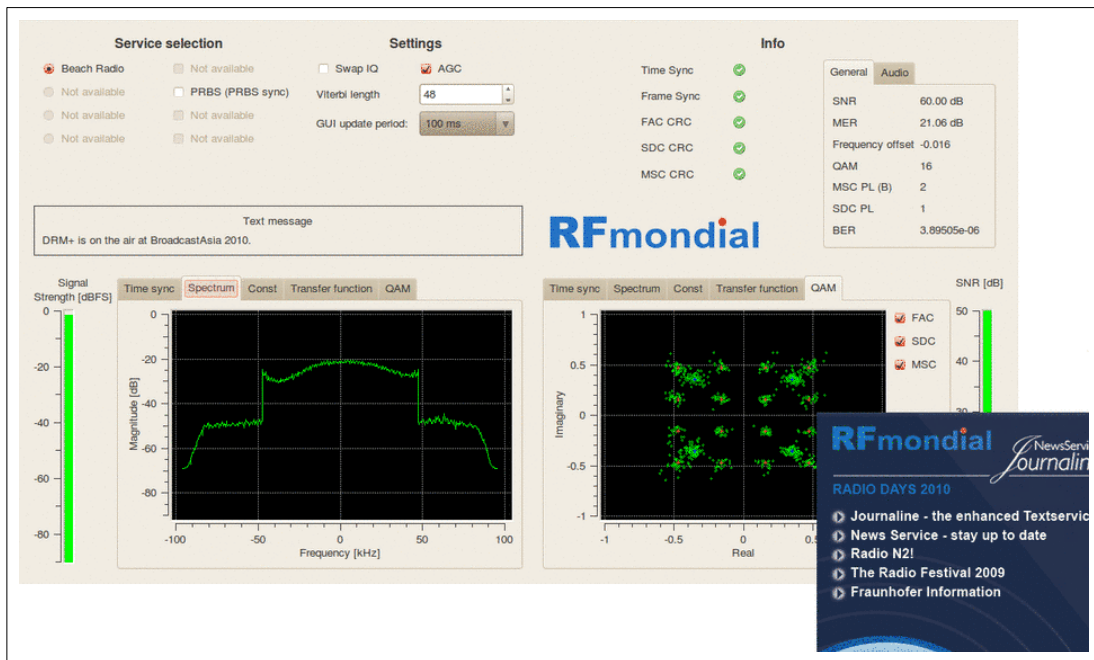 Service selection
Beach Radio
Not available
Not available
PRBS (PRBS sync)
Not available
Not available
Not available
Not available
Settings
Swap IQ
AGC
Viterbi length
48
GUI update period:
100 ms
Info
Time Sync
Frame Sync
FAC CRC
SDC CRC
MSC CRC
General
Audio
SNR 60.00 dB
MER 21.06 dB
Frequency offset -0.016
QAM 16
MSC PL (B) 2
SDC PL 1
BER 3.89505e-06
Text message
DRM+ is on the air at BroadcastAsia 2010.
RFmondial
Signal
Strength [dBFS]
0
-20
-40
-60
-80
Time sync
Spectrum
Const
Transfer function
QAM
Magnitude [dB]
0
-20
-40
-60
-80
-100
-50
0
50
100
Frequency [kHz]
Time sync
Spectrum
Const
Transfer function
QAM
Imaginary
1
0.5
0
-0.5
-1
-1
-0.5
0
Real
FAC
SDC
MSC
SNR [dB]
50
40
RFmondial
RADIO DAYS 2010
Journaline - the enhanced
News Service - stay up to date
Radio N2!
The Radio Festival 2009
Fraunhofer Information